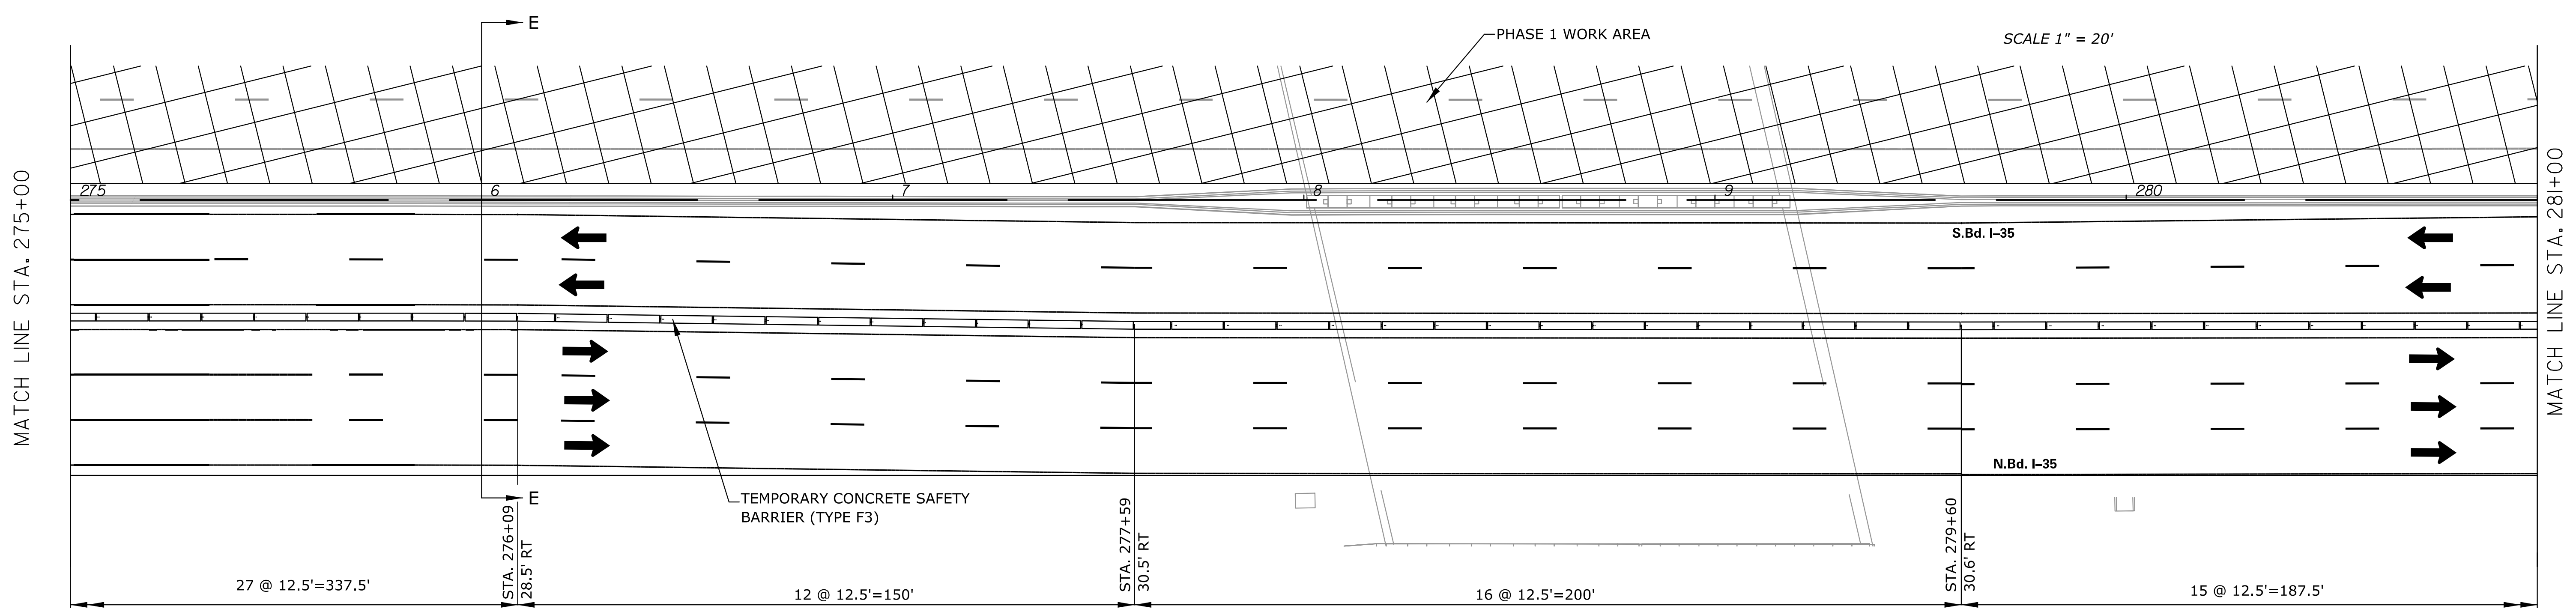 E
PHASE 1 WORK AREA
SCALE 1" = 20'
MATCH LINE STA. 275+00
MATCH LINE STA. 281+00
275
6
7
8
9
280
S.Bd. I-35
N.Bd. I-35
E
TEMPORARY CONCRETE SAFETY
BARRIER (TYPE F3)
STA. 276+09
28.5' RT
STA. 277+59
30.5' RT
STA. 279+60
30.6' RT
27 @ 12.5'=337.5'
12 @ 12.5'=150'
16 @ 12.5'=200'
15 @ 12.5'=187.5'